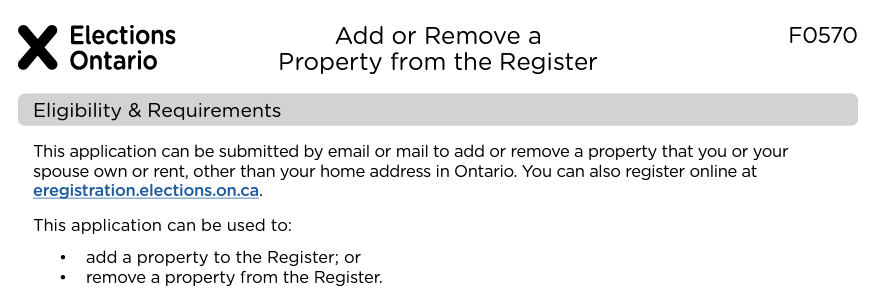 Elections
Ontario
Add or Remove a
Property from the Register
F0570
Eligibility & Requirements
This application can be submitted by email or mail to add or remove a property that you or your
spouse own or rent, other than your home address in Ontario. You can also register online at
eregistration.elections.on.ca.
This application can be used to:
• add a property to the Register; or
• remove a property from the Register.